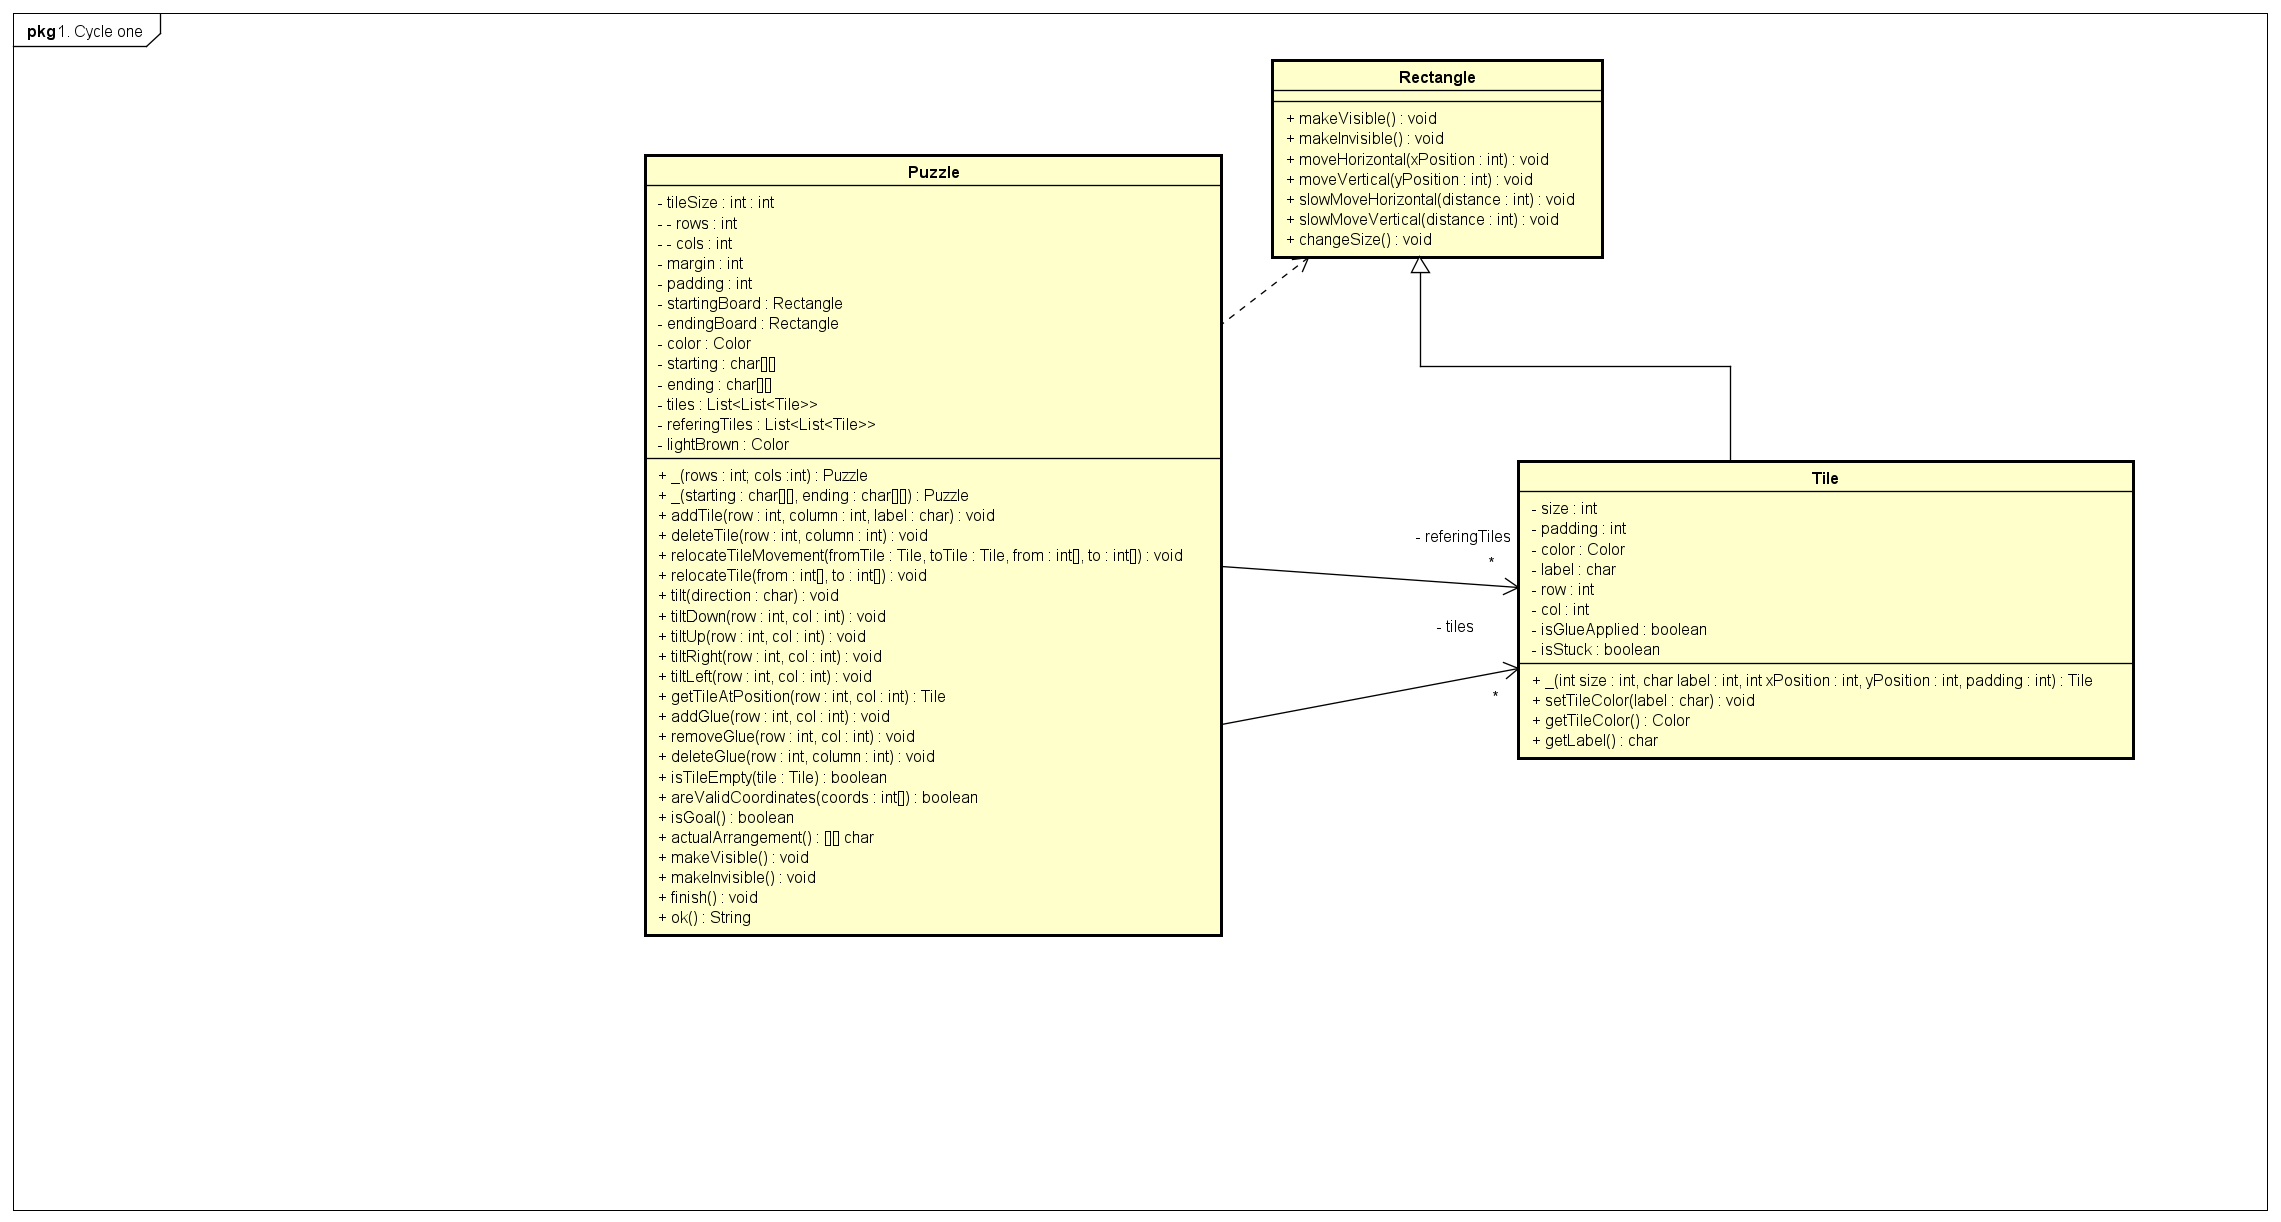 pkg 1. Cycle one
Rectangle
+ makeVisible() : void
+ makeInvisible() : void
+ moveHorizontal(xPosition : int) : void
+ moveVertical(yPosition : int) : void
+ slowMoveHorizontal(distance : int) : void
+ slowMoveVertical(distance : int) : void
+ changeSize() : void
Puzzle
- tileSize : int : int
- - rows : int
- - cols : int
- margin : int
- padding : int
- startingBoard : Rectangle
- endingBoard : Rectangle
- color : Color
- starting : char[][]
- ending : char[][]
- tiles : List<List<Tile>>
- referingTiles : List<List<Tile>>
- lightBrown : Color
+ _(rows : int; cols :int) : Puzzle
+ _(starting : char[][], ending : char[][]) : Puzzle
+ addTile(row : int, column : int, label : char) : void
+ deleteTile(row : int, column : int) : void
+ relocateTileMovement(fromTile : Tile, toTile : Tile, from : int[], to : int[]) : void
+ relocateTile(from : int[], to : int[]) : void
+ tilt(direction : char) : void
+ tiltDown(row : int, col : int) : void
+ tiltUp(row : int, col : int) : void
+ tiltRight(row : int, col : int) : void
+ tiltLeft(row : int, col : int) : void
+ getTileAtPosition(row : int, col : int) : Tile
+ addGlue(row : int, col : int) : void
+ removeGlue(row : int, col : int) : void
+ deleteGlue(row : int, column : int) : void
+ isTileEmpty(tile : Tile) : boolean
+ areValidCoordinates(coords : int[]) : boolean
+ isGoal() : boolean
+ actualArrangement() : [][] char
+ makeVisible() : void
+ makeInvisible() : void
+ finish() : void
+ ok() : String
- referingTiles
*
- tiles
*
Tile
- size : int
- padding : int
- color : Color
- label : char
- row : int
- col : int
- isGlueApplied : boolean
- isStuck : boolean
+ _(int size : int, char label : int, int xPosition : int, yPosition : int, padding : int) : Tile
+ setTileColor(label : char) : void
+ getTileColor() : Color
+ getLabel() : char